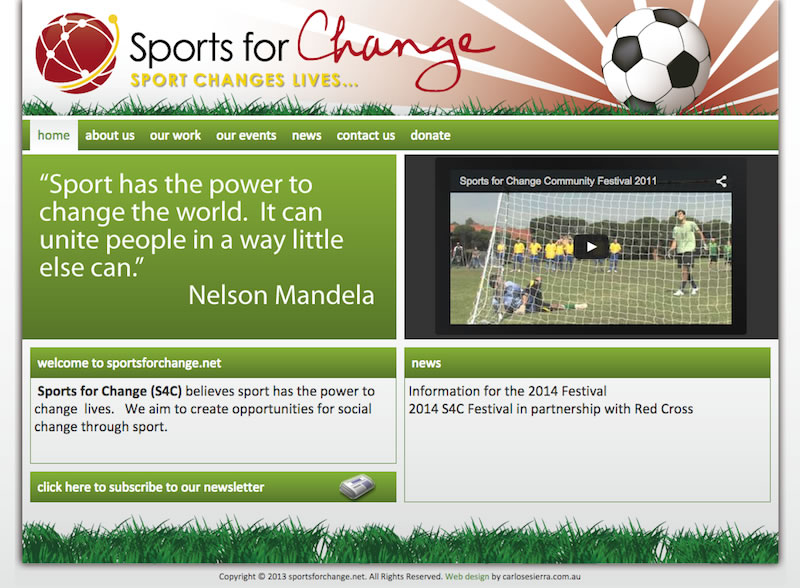 Sports for Change
SPORT CHANGES LIVES...
home about us our work our events news contact us donate
“Sport has the power to
change the world. It can
unite people in a way little
else can.”
Nelson Mandela
Sports for Change Community Festival 2011
welcome to sportsforchange.net
Sports for Change (S4C) believes sport has the power to
change lives. We aim to create opportunities for social
change through sport.
click here to subscribe to our newsletter
news
Information for the 2014 Festival
2014 S4C Festival in partnership with Red Cross
Copyright © 2013 sportsforchange.net. All Rights Reserved. Web design by carlosesierra.com.au